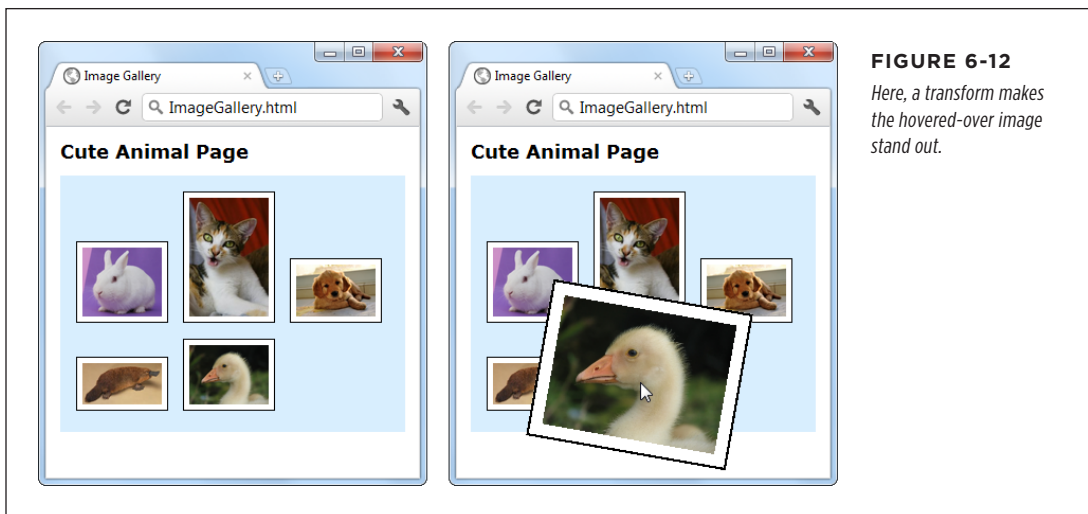 Image Gallery
ImageGallery.html
Cute Animal Page
Image Gallery
ImageGallery.html
Cute Animal Page
FIGURE 6-12
Here, a transform makes
the hovered-over image
stand out.